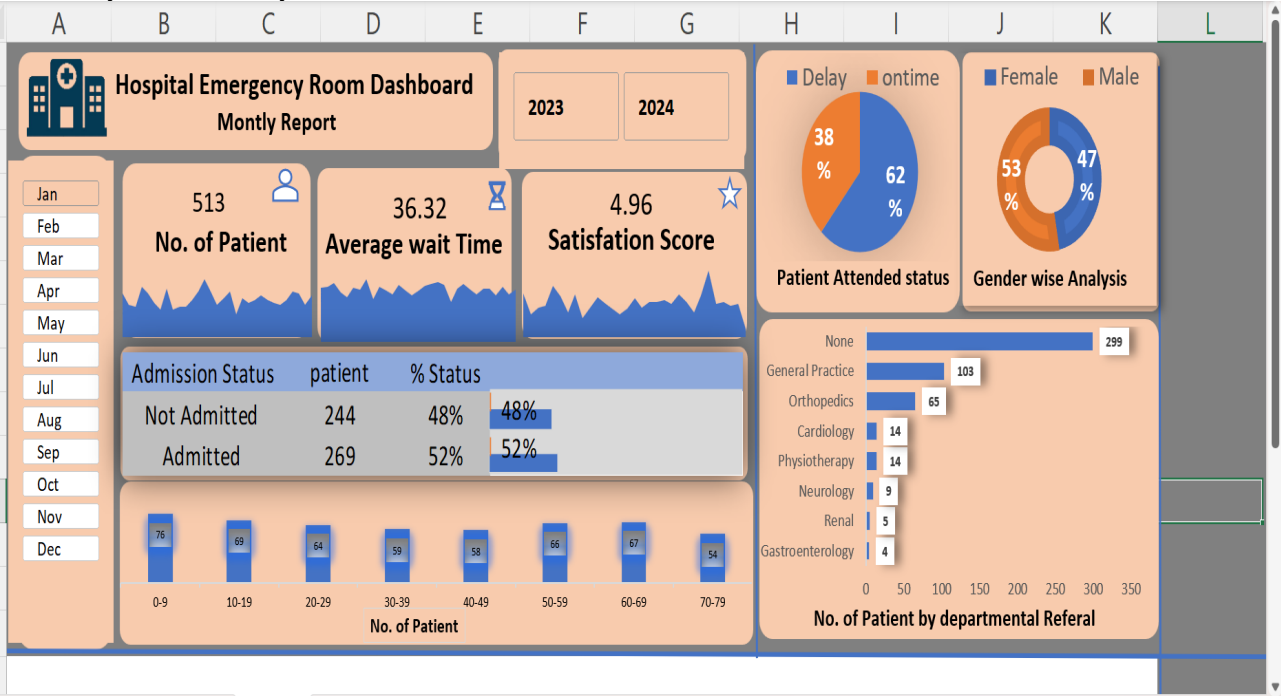 A B C D E F G H I J K L
Hospital Emergency Room Dashboard
Montly Report
2023 2024
Delay ontime
38
%
62
%
Patient Attended status
Female Male
53
%
47
%
Gender wise Analysis
Jan
Feb
Mar
Apr
May
Jun
Jul
Aug
Sep
Oct
Nov
Dec
513
No. of Patient
36.32
Average wait Time
4.96
Satisfation Score
Admission Status patient % Status
Not Admitted 244 48% 48%
Admitted 269 52% 52%
76 69 64 59 58 66 67 54
0-9 10-19 20-29 30-39 40-49 50-59 60-69 70-79
No. of Patient
None 299
General Practice 103
Orthopedics 65
Cardiology 14
Physiotherapy 14
Neurology 9
Renal 5
Gastroenterology 4
0 50 100 150 200 250 300 350
No. of Patient by departmental Referal